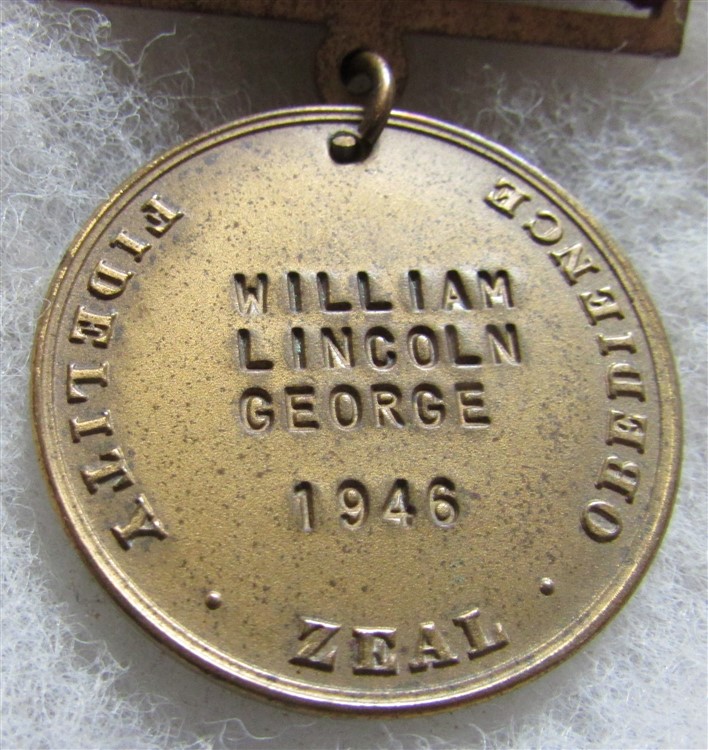 FIDELITY
ZEAL
OBEDIENCE
WILLIAM
LINCOLN
GEORGE
1946